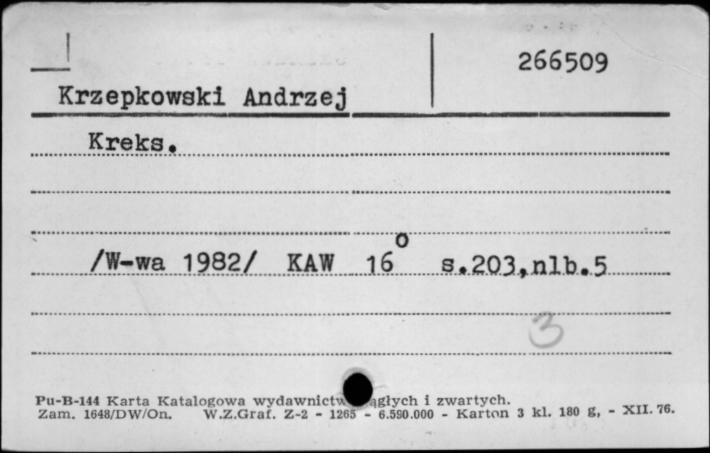 266509
Krzepkowski Andrzej
Kreks.
/W-wa 1982/ KAW 16° s.203,nlb.5
3
Pu-B-144 Karta Katalogowa wydawnictw i zwartych.
Zam. 1648/DW/On. W.Z.Graf. Z-2 - 1265 - 6.590.000 - Karton 3 kl. 180 g, - XII. 76.